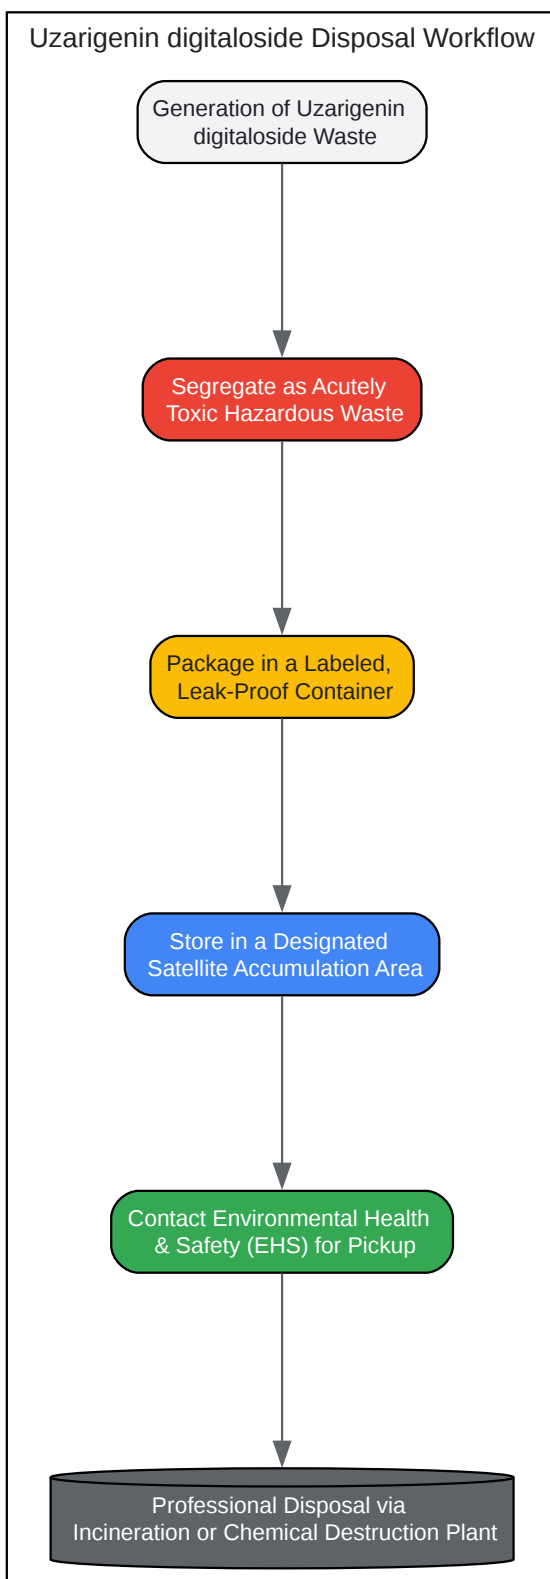 Uzarigenin digitaloside Disposal Workflow
Generation of Uzarigenin
digitaloside Waste
Segregate as Acutely
Toxic Hazardous Waste
Package in a Labeled,
Leak-Proof Container
Store in a Designated
Satellite Accumulation Area
Contact Environmental Health
& Safety (EHS) for Pickup
Professional Disposal via
Incineration or Chemical Destruction Plant